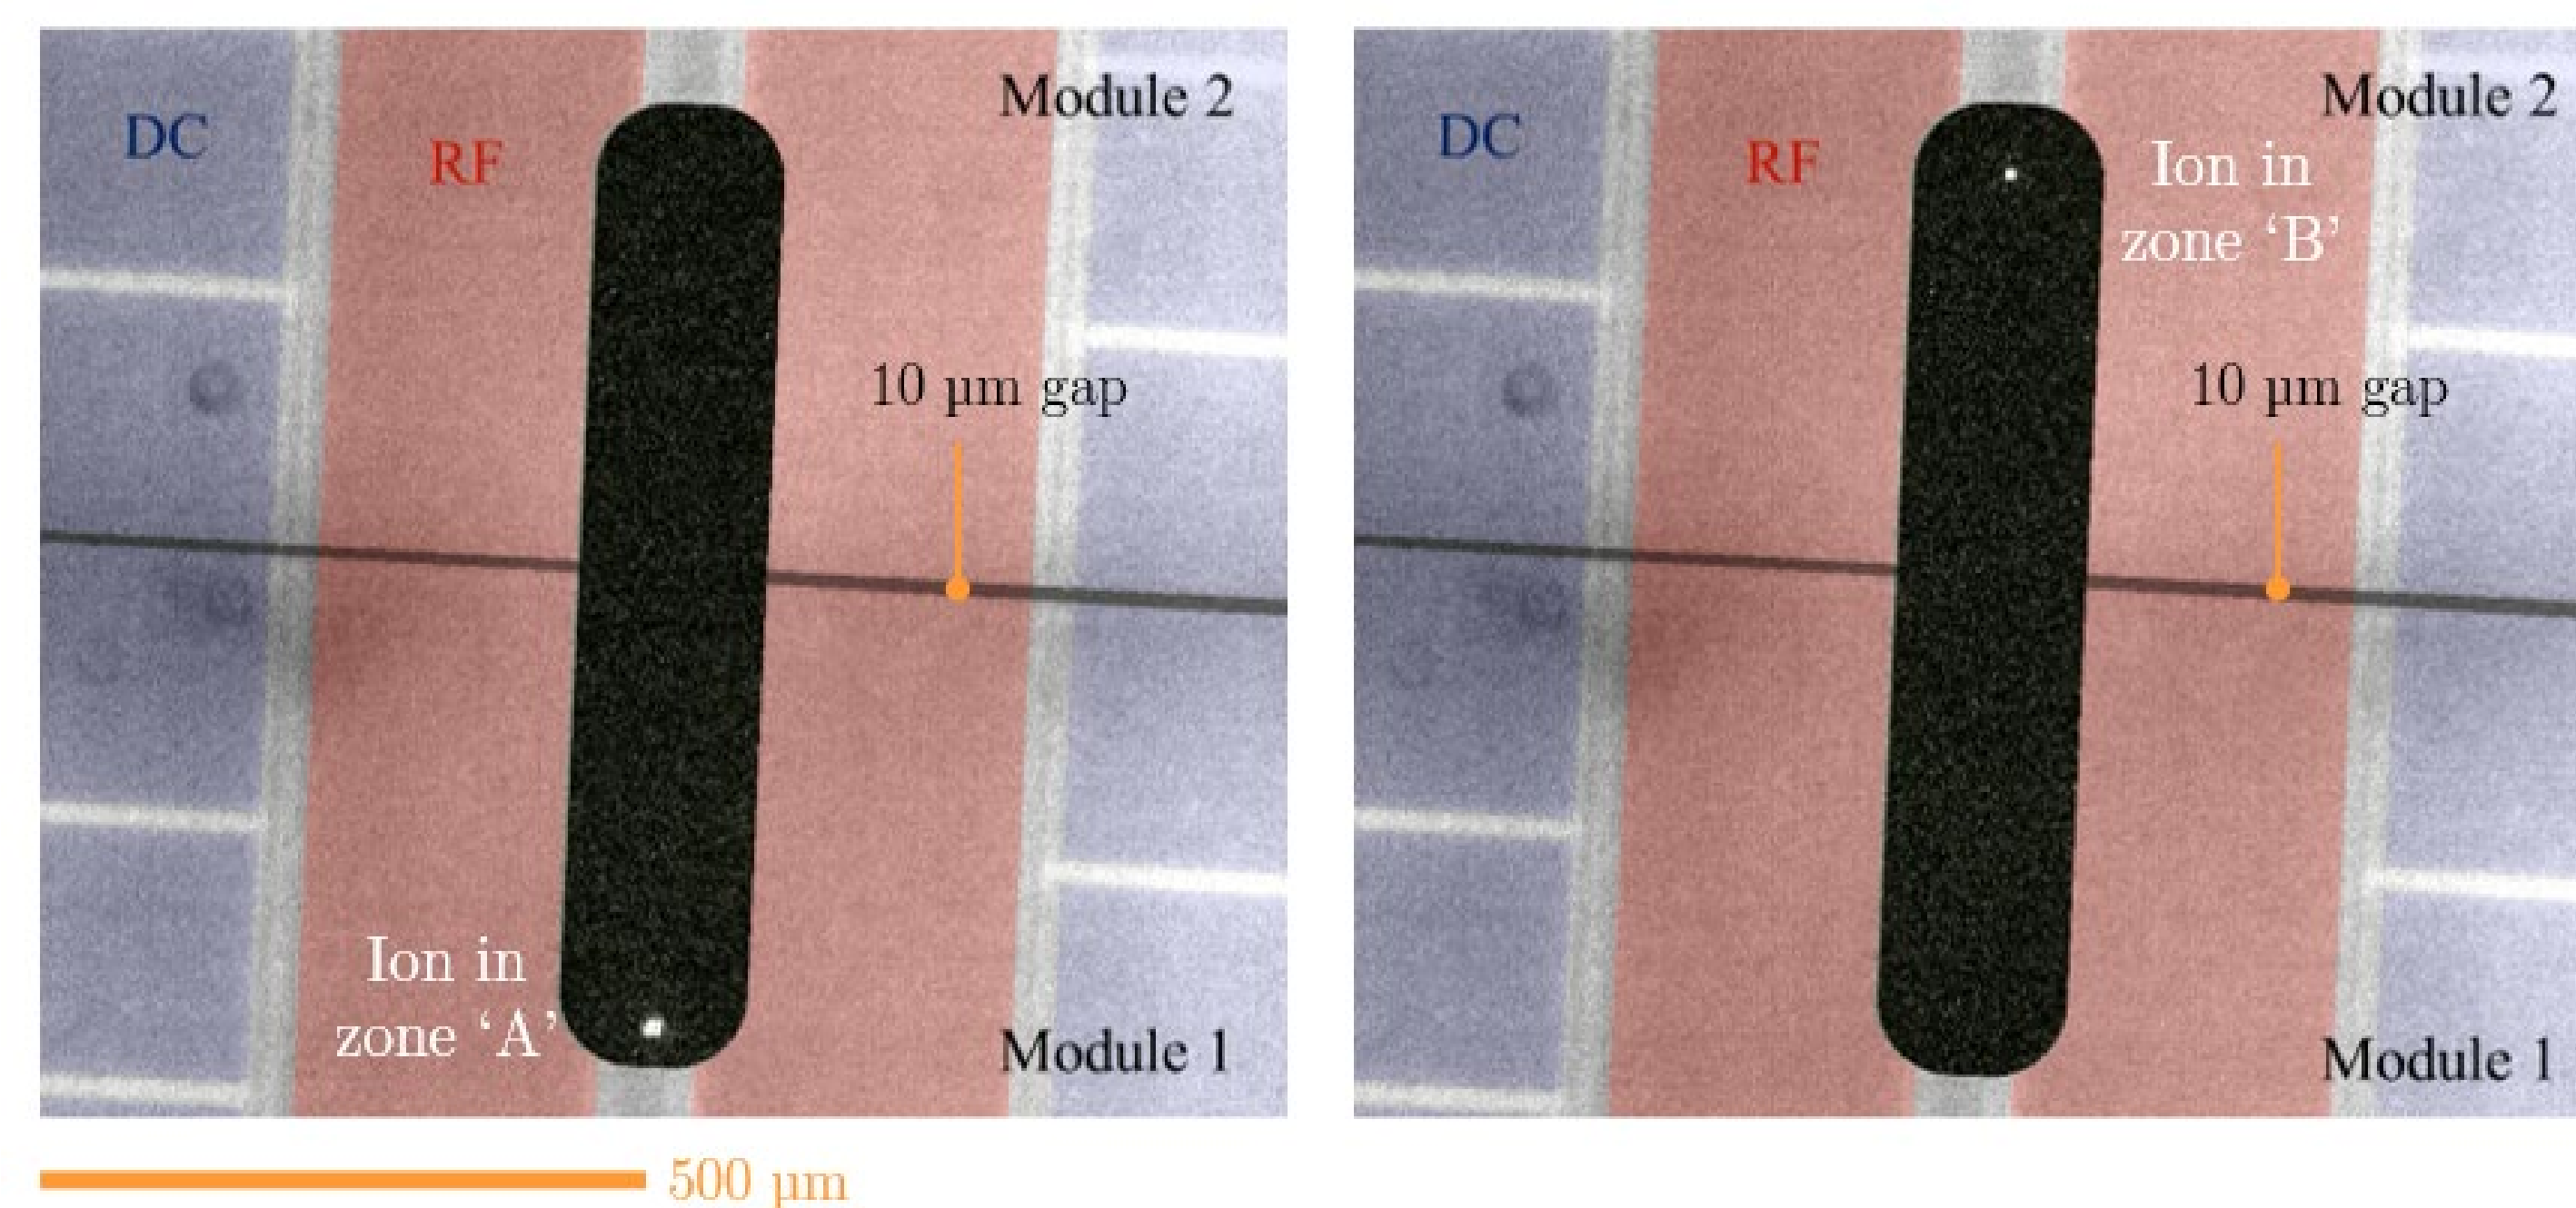 DC
RF
Module 2
10 µm gap
Ion in
zone ‘A’
Module 1
500 µm
DC
RF
Module 2
Ion in
zone ‘B’
10 µm gap
Module 1